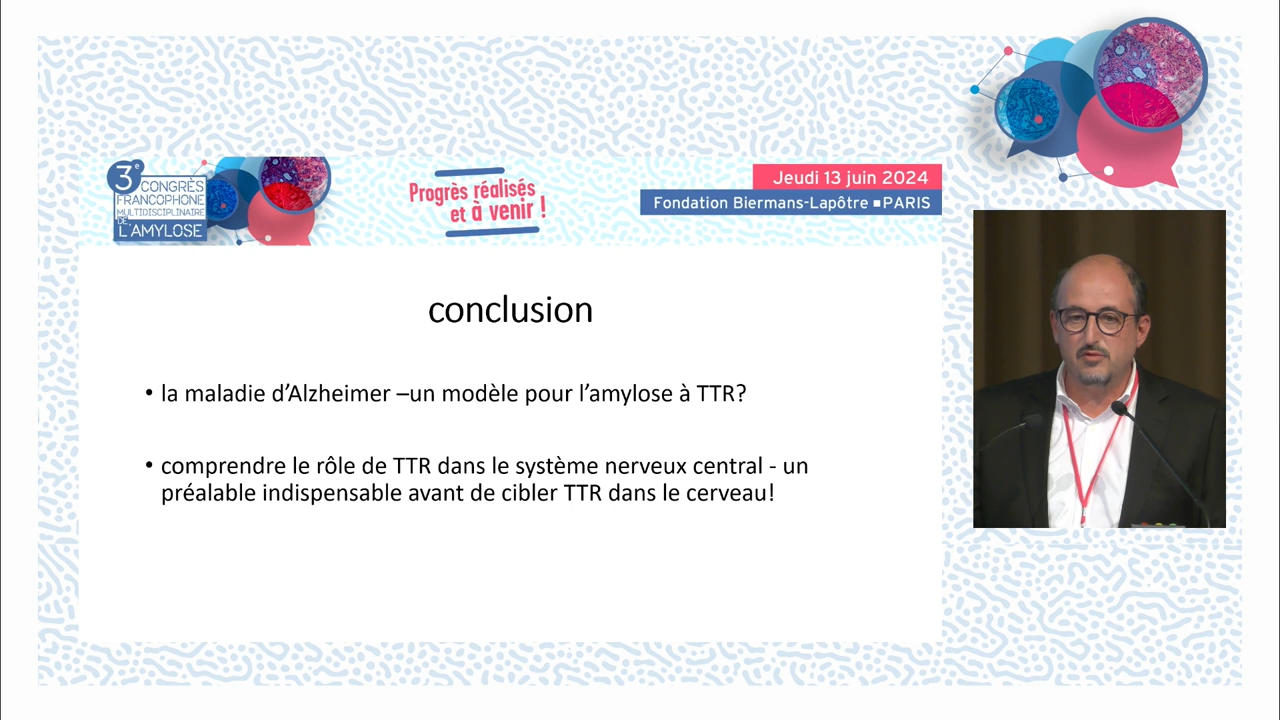 3e
CONGRÈS
FRANCOPHONE
MULTIDISCIPLINAIRE
DE
L'AMYLOSE
Progrès réalisés
et à venir !
Jeudi 13 juin 2024
Fondation Biermans-Lapôtre ▪ PARIS
conclusion
• la maladie d’Alzheimer –un modèle pour l’amylose à TTR?
• comprendre le rôle de TTR dans le système nerveux central - un
préalable indispensable avant de cibler TTR dans le cerveau!